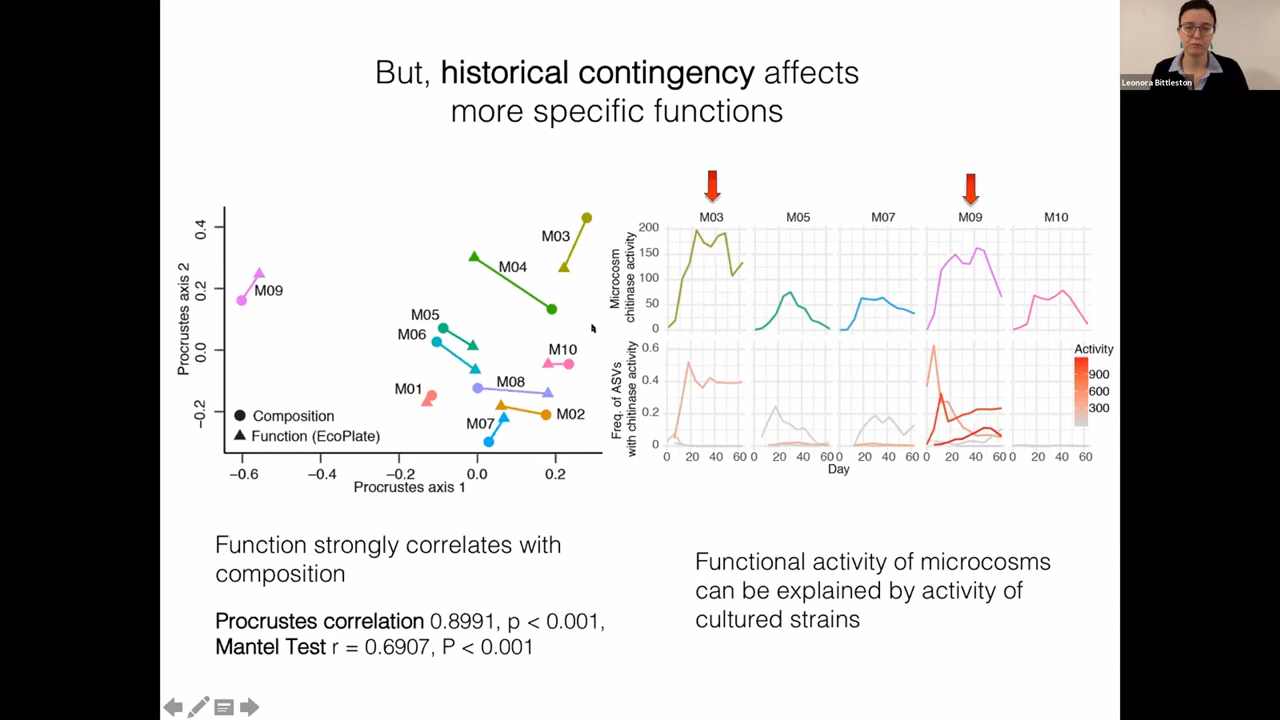 Leonora Bittleston
But, historical contingency affects
more specific functions
0.4
0.2
0.0
−0.2
Procrustes axis 2
M09
M03
M04
M05
M06
M10
M01
M08
M02
M07
Composition
Function (EcoPlate)
−0.6
−0.4
−0.2
0.0
0.2
Procrustes axis 1
M03
M05
M07
M09
M10
200
150
100
50
0
Microcosm
chitinase activity
0.6
0.4
0.2
0
Freq. of ASVs
with chitinase activity
0 20 40 60
0 20 40 60
0 20 40 60
0 20 40 60
0 20 40 60
Day
Activity
900
600
300
Function strongly correlates with
composition
Procrustes correlation 0.8991, p < 0.001,
Mantel Test r = 0.6907, P < 0.001
Functional activity of microcosms
can be explained by activity of
cultured strains